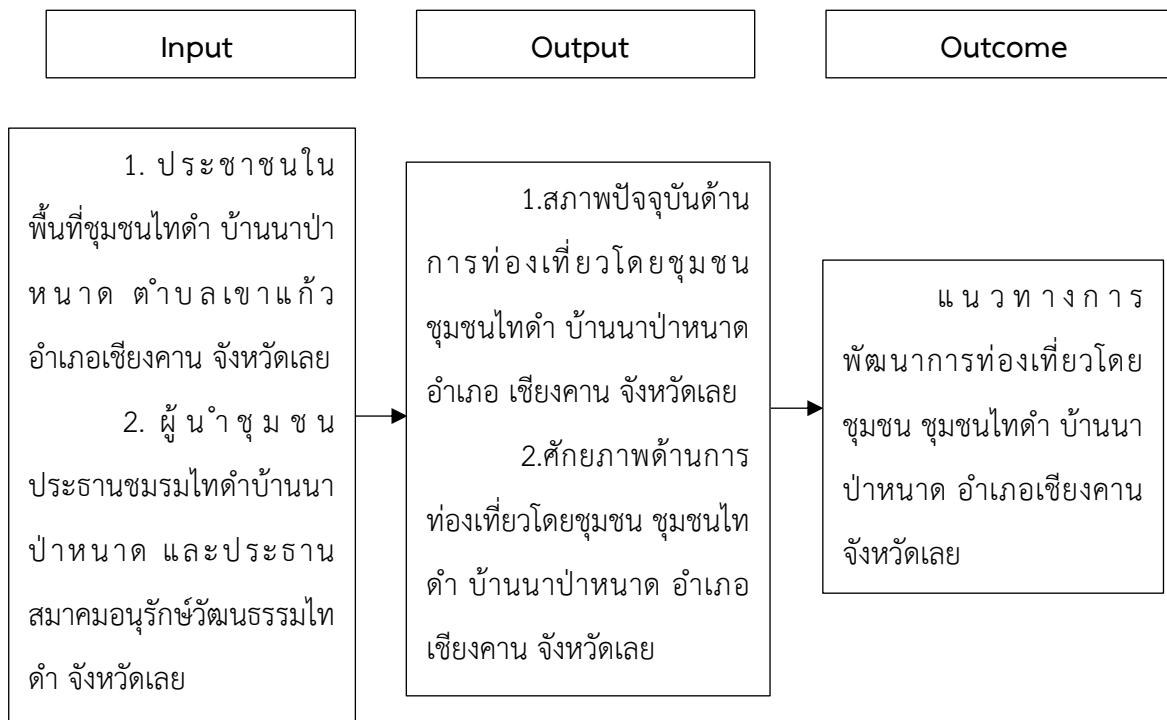 Input
Output
Outcome
1. ประชาชนใน
พื้นที่ชุมชนไทดำ บ้านนาป่า
หนาด ตำบลเขาแก้ว
อำเภอเชียงคาน จังหวัดเลย
2. ผู้นำชุมชน
ประธานชมรมไทดำบ้านนา
ป่าหนาด และประธาน
สมาคมอนุรักษ์วัฒนธรรมไท
ดำ จังหวัดเลย
1.สภาพปัจจุบันด้าน
การท่องเที่ยวโดยชุมชน
ชุมชนไทดำ บ้านนาป่าหนาด
อำเภอ เชียงคาน จังหวัดเลย
2.ศักยภาพด้านการ
ท่องเที่ยวโดยชุมชน ชุมชนไท
ดำ บ้านนาป่าหนาด อำเภอ
เชียงคาน จังหวัดเลย
แนวทางการ
พัฒนาการท่องเที่ยวโดย
ชุมชน ชุมชนไทดำ บ้านนา
ป่าหนาด อำเภอเชียงคาน
จังหวัดเลย